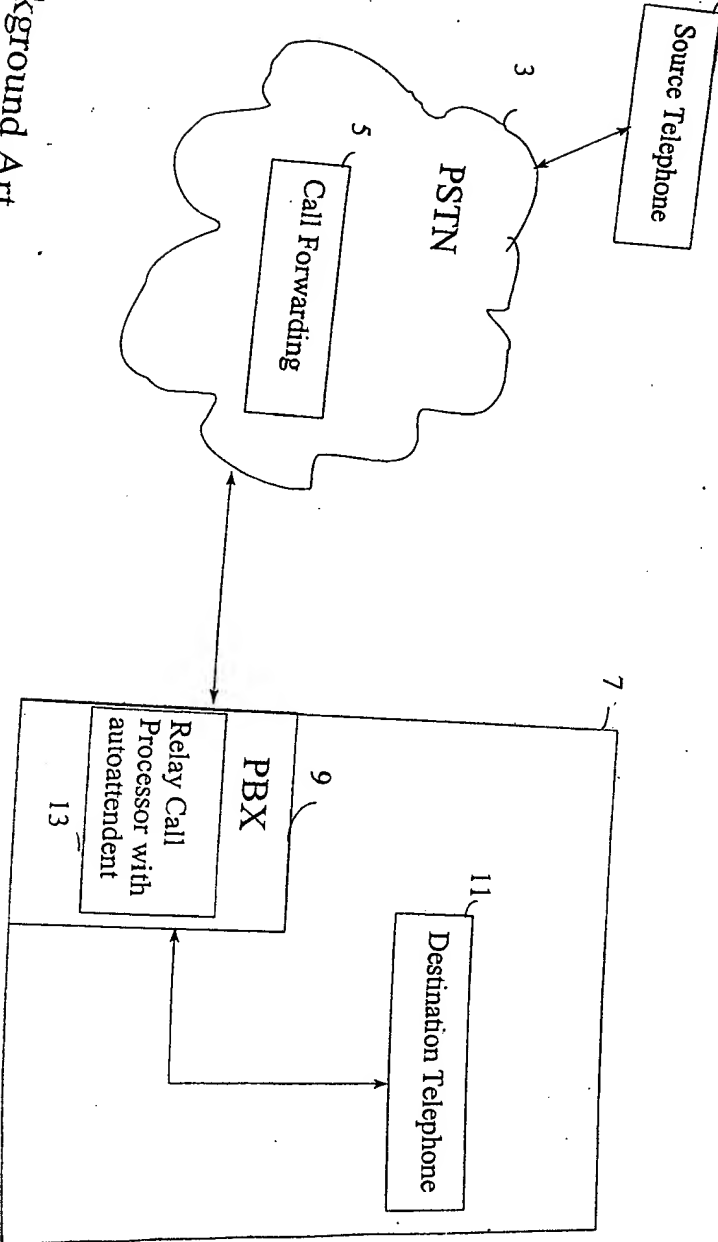 Source Telephone
3
PSTN
5
Call Forwarding
7
9
PBX
Relay Call
Processor with
autoattendent
13
11
Destination Telephone
Art